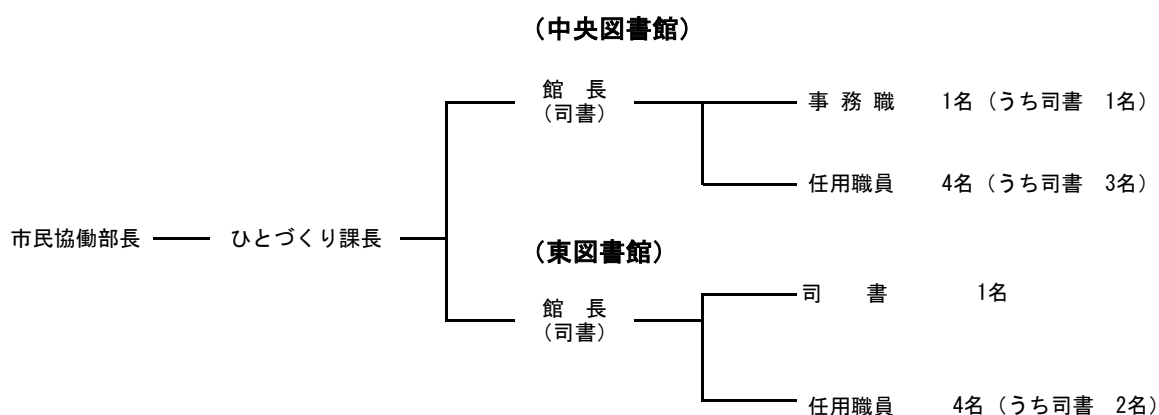 （中央図書館）
館　長
（司書）
事 務 職　　1名（うち司書　1名）
任用職員　　4名（うち司書　3名）
市民協働部長
ひとづくり課長
（東図書館）
館　長
（司書）
司　　書　　　1名
任用職員　　4名（うち司書　2名）